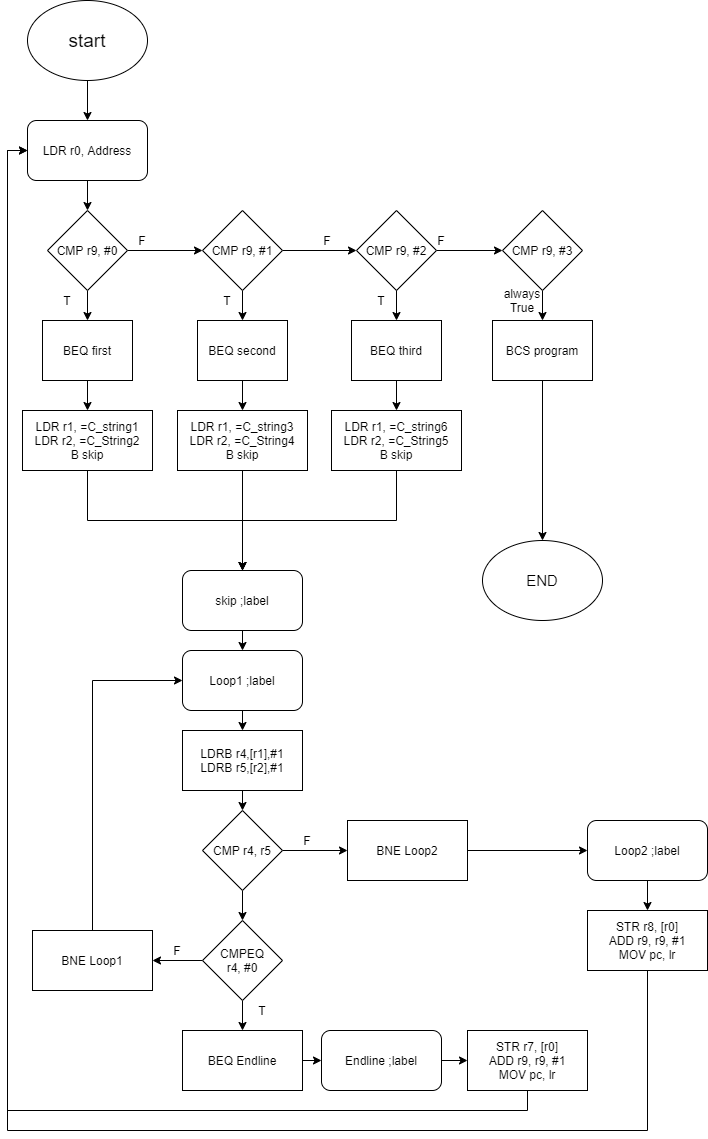 start
LDR r0, Address
CMP r9, #0
F
CMP r9, #1
F
CMP r9, #2
F
CMP r9, #3
T
T
T
always
True
BEQ first
BEQ second
BEQ third
BCS program
LDR r1, =C_string1
LDR r2, =C_String2
B skip
LDR r1, =C_string3
LDR r2, =C_String4
B skip
LDR r1, =C_string6
LDR r2, =C_String5
B skip
END
skip ;label
Loop1 ;label
LDRB r4,[r1],#1
LDRB r5,[r2],#1
CMP r4, r5
F
BNE Loop2
Loop2 ;label
STR r8, [r0]
ADD r9, r9, #1
MOV pc, lr
BNE Loop1
F
CMPEQ
r4, #0
T
BEQ Endline
Endline ;label
STR r7, [r0]
ADD r9, r9, #1
MOV pc, lr